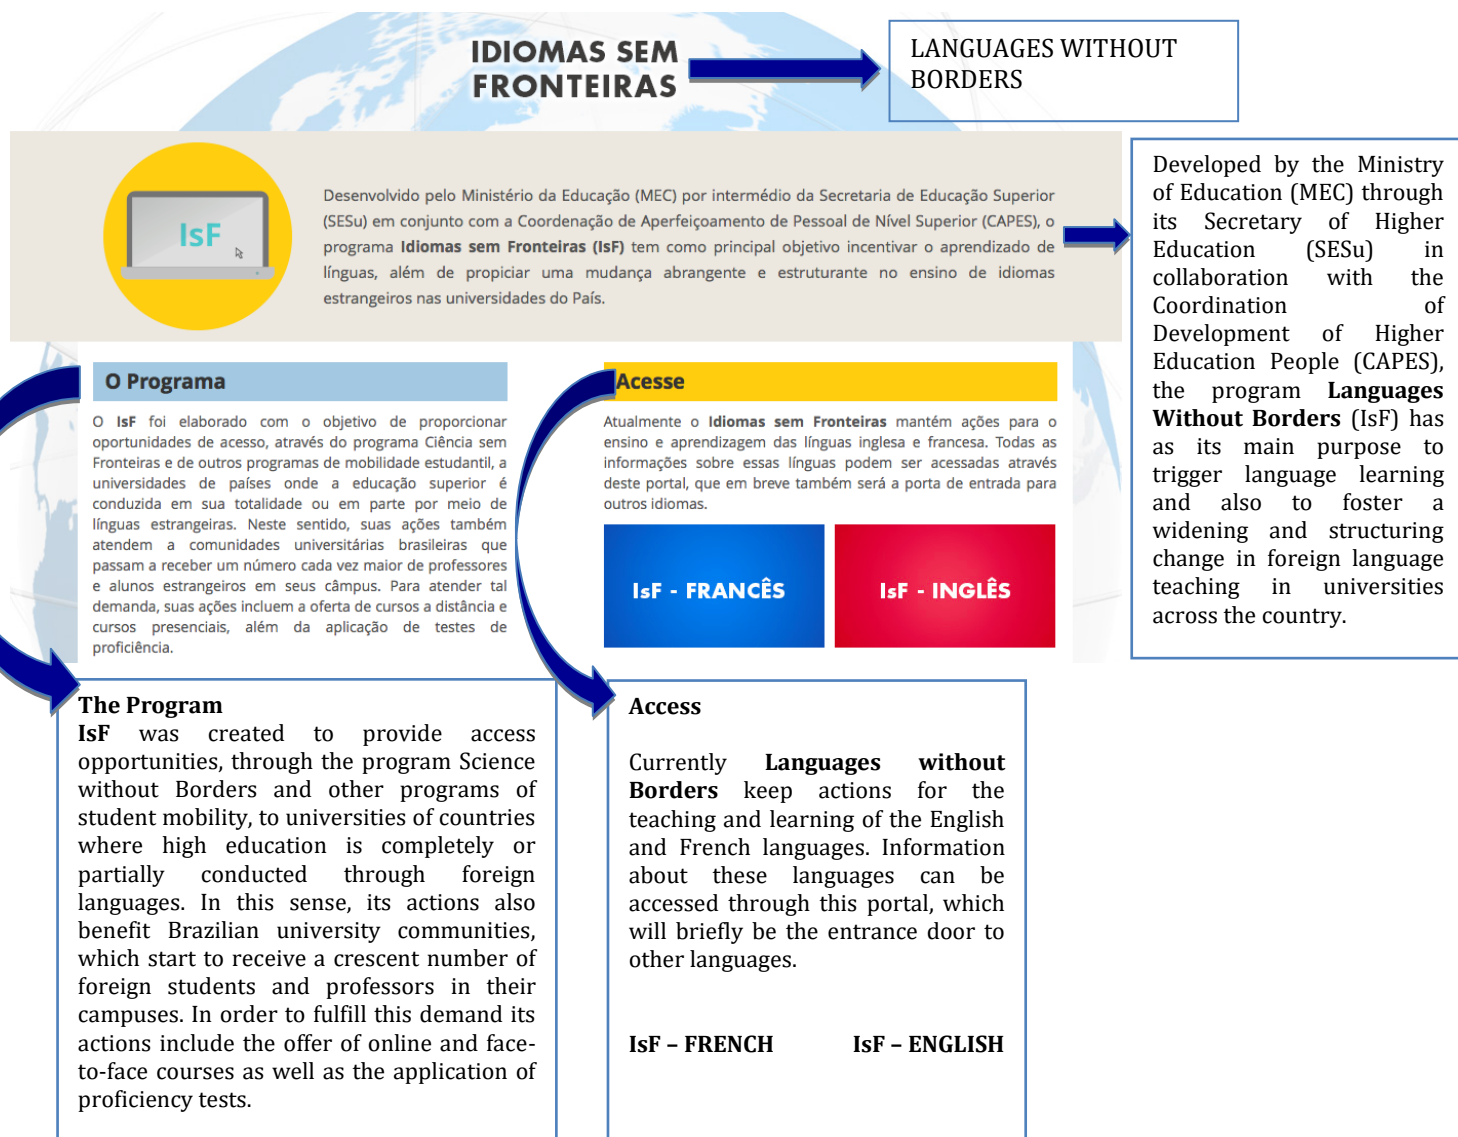 IDIOMAS SEM
FRONTEIRAS
LANGUAGES WITHOUT
BORDERS
IsF
Desenvolvido pelo Ministério da Educação (MEC) por intermédio da Secretaria de Educação Superior
(SESu) em conjunto com a Coordenação de Aperfeiçoamento de Pessoal de Nível Superior (CAPES), o
programa Idiomas sem Fronteiras (IsF) tem como principal objetivo incentivar o aprendizado de
línguas, além de propiciar uma mudança abrangente e estruturante no ensino de idiomas
estrangeiros nas universidades do País.
Developed by the Ministry
of Education (MEC) through
its Secretary of Higher
Education (SESu) in
collaboration with the
Coordination of
Development of Higher
Education People (CAPES),
the program Languages
Without Borders (IsF) has
as its main purpose to
trigger language learning
and also to foster a
widening and structuring
change in foreign language
teaching in universities
across the country.
O Programa
O IsF foi elaborado com o objetivo de proporcionar
oportunidades de acesso, através do programa Ciência sem
Fronteiras e de outros programas de mobilidade estudantil, a
universidades de países onde a educação superior é
conduzida em sua totalidade ou em parte por meio de
línguas estrangeiras. Neste sentido, suas ações também
atendem a comunidades universitárias brasileiras que
passam a receber um número cada vez maior de professores
e alunos estrangeiros em seus câmpus. Para atender tal
demanda, suas ações incluem a oferta de cursos a distância e
cursos presenciais, além da aplicação de testes de
proficiência.
Acesse
Atualmente o Idiomas sem Fronteiras mantém ações para o
ensino e aprendizagem das línguas inglesa e francesa. Todas as
informações sobre essas línguas podem ser acessadas através
deste portal, que em breve também será a porta de entrada para
outros idiomas.
IsF - FRANCÊS
IsF - INGLÊS
The Program
IsF was created to provide access
opportunities, through the program Science
without Borders and other programs of
student mobility, to universities of countries
where high education is completely or
partially conducted through foreign
languages. In this sense, its actions also
benefit Brazilian university communities,
which start to receive a crescent number of
foreign students and professors in their
campuses. In order to fulfill this demand its
actions include the offer of online and face-
to-face courses as well as the application of
proficiency tests.
Access
Currently Languages without
Borders keep actions for the
teaching and learning of the English
and French languages. Information
about these languages can be
accessed through this portal, which
will briefly be the entrance door to
other languages.
IsF – FRENCH IsF – ENGLISH